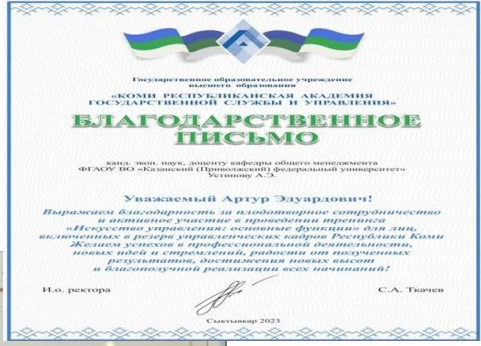 Государственное образовательное учреждение
высшего образования
«КОМИ РЕСПУБЛИКАНСКАЯ АКАДЕМИЯ
ГОСУДАРСТВЕННОЙ СЛУЖБЫ И УПРАВЛЕНИЯ»
БЛАГОДАРСТВЕННОЕ
ПИСЬМО
канд. экон. наук, доценту кафедры общего менеджмента
ФГАОУ ВО «Казанский (Приволжский) федеральный университет»
Устинову А.Э.
Уважаемый Артур Эдуардович!
Выражаем благодарность за плодотворное сотрудничество
и активное участие в проведении тренинга
«Искусство управления: основные функции» для лиц,
включенных в резерв управленческих кадров Республики Коми
Желаем успехов в профессиональной деятельности,
новых идей и стремлений, радости от полученных
результатов, достижения новых высот
и благополучной реализации всех начинаний!
И.о. ректора С.А. Ткачев
Сыктывкар 2023